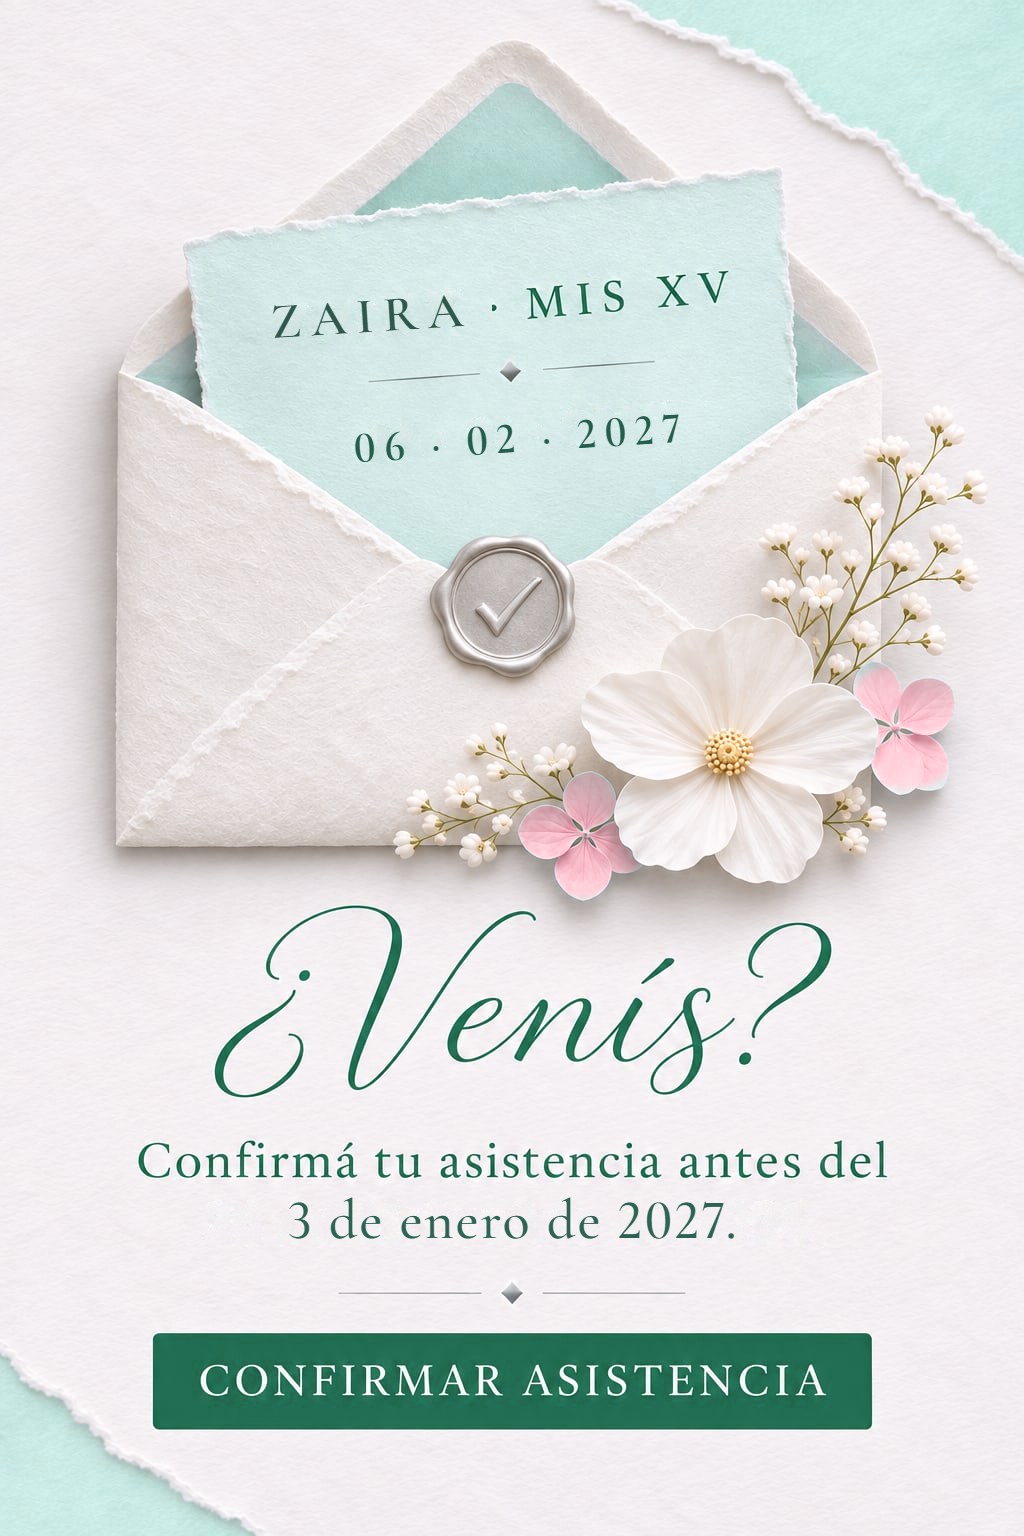 ZAIRA · MIS XV
06 · 02 · 2027
¿Venís?
Confirmá tu asistencia antes del
3 de enero de 2027.
CONFIRMAR ASISTENCIA